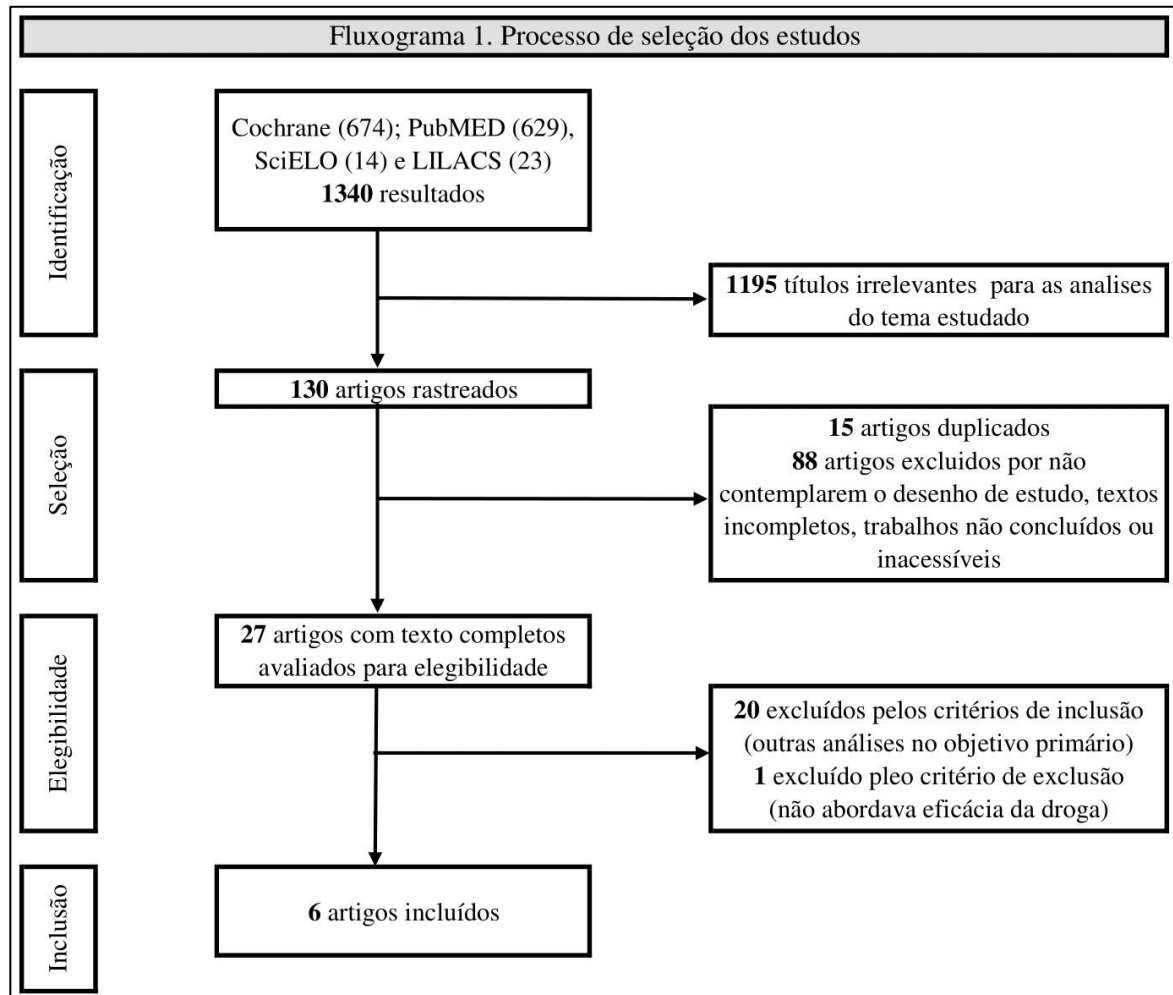 Fluxograma 1. Processo de seleção dos estudos
Identificação
Cochrane (674); PubMED (629),
SciELO (14) e LILACS (23)
1340 resultados
1195 títulos irrelevantes para as analises
do tema estudado
Seleção
130 artigos rastreados
15 artigos duplicados
88 artigos excluidos por não
contemplarem o desenho de estudo, textos
incompletos, trabalhos não concluídos ou
inacessíveis
Elegibilidade
27 artigos com texto completos
avaliados para elegibilidade
20 excluídos pelos critérios de inclusão
(outras análises no objetivo primário)
1 excluído pleo critério de exclusão
(não abordava eficácia da droga)
Inclusão
6 artigos incluídos